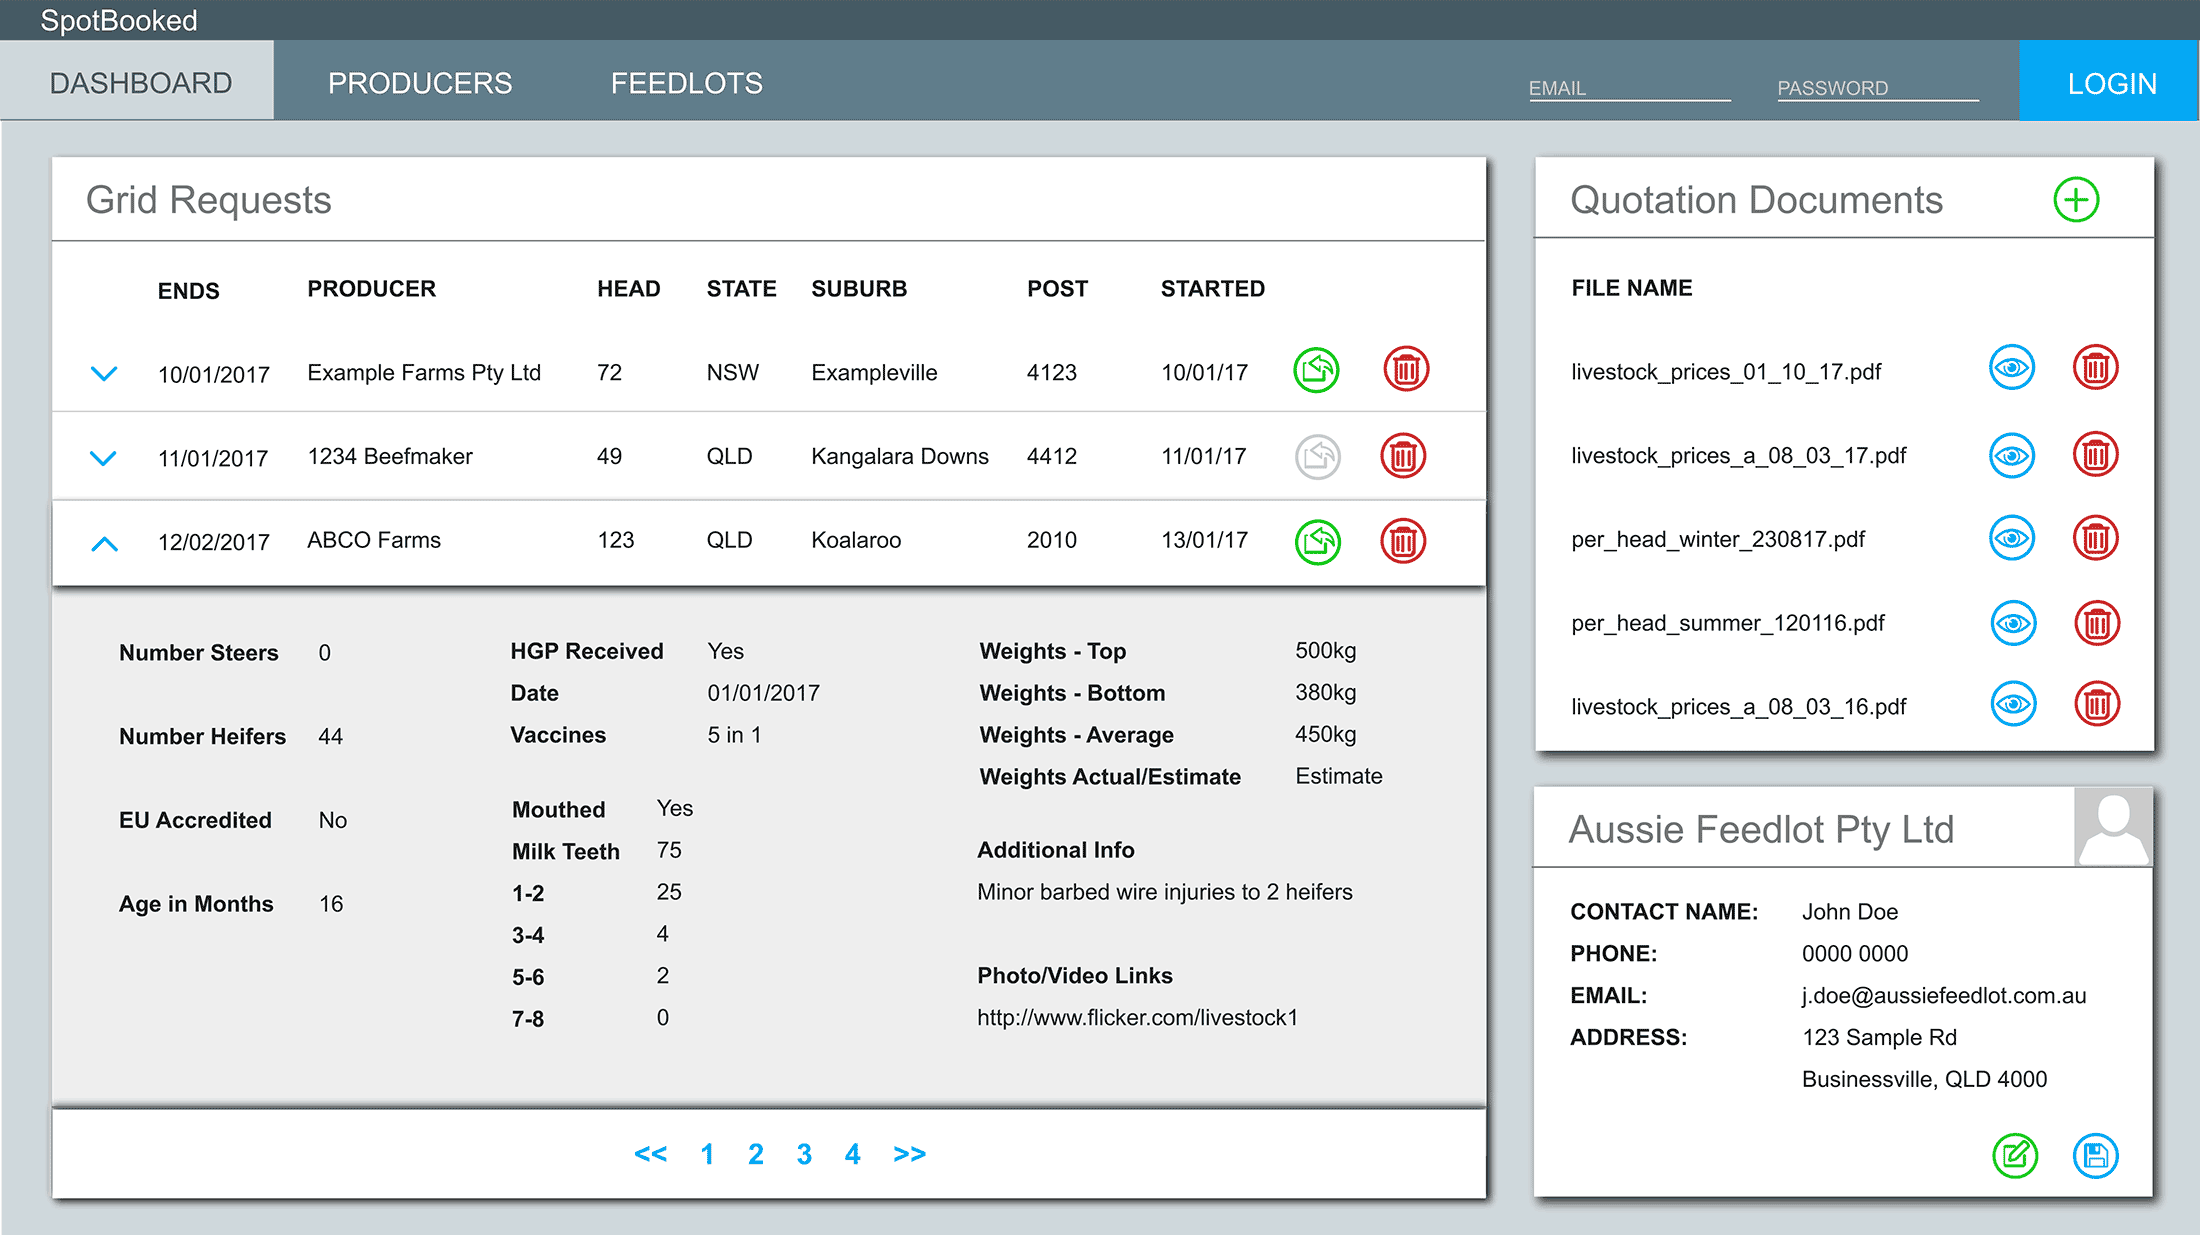 SpotBooked
DASHBOARD PRODUCERS FEEDLOTS EMAIL PASSWORD LOGIN
Grid Requests
ENDS PRODUCER HEAD STATE SUBURB POST STARTED
10/01/2017 Example Farms Pty Ltd 72 NSW Exampleville 4123 10/01/17
11/01/2017 1234 Beefmaker 49 QLD Kangalara Downs 4412 11/01/17
12/02/2017 ABCO Farms 123 QLD Koalaroo 2010 13/01/17
Number Steers 0
Number Heifers 44
EU Accredited No
Age in Months 16
HGP Received Yes
Date 01/01/2017
Vaccines 5 in 1
Mouthed Yes
Milk Teeth 75
1-2 25
3-4 4
5-6 2
7-8 0
Weights - Top 500kg
Weights - Bottom 380kg
Weights - Average 450kg
Weights Actual/Estimate Estimate
Additional Info
Minor barbed wire injuries to 2 heifers
Photo/Video Links
http://www.flicker.com/livestock1
<< 1 2 3 4 >>
Quotation Documents
FILE NAME
livestock_prices_01_10_17.pdf
livestock_prices_a_08_03_17.pdf
per_head_winter_230817.pdf
per_head_summer_120116.pdf
livestock_prices_a_08_03_16.pdf
Aussie Feedlot Pty Ltd
CONTACT NAME: John Doe
PHONE: 0000 0000
EMAIL: j.doe@aussiefeedlot.com.au
ADDRESS: 123 Sample Rd
Businessville, QLD 4000